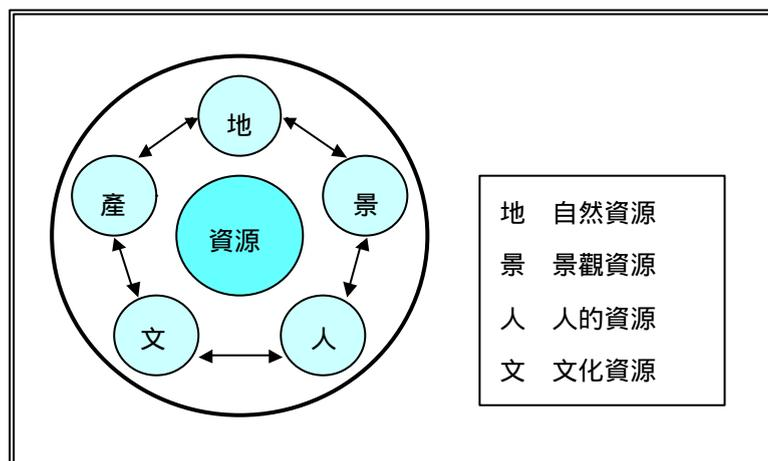 地
產
景
資源
文
人
地 自然資源
景 景觀資源
人 人的資源
文 文化資源